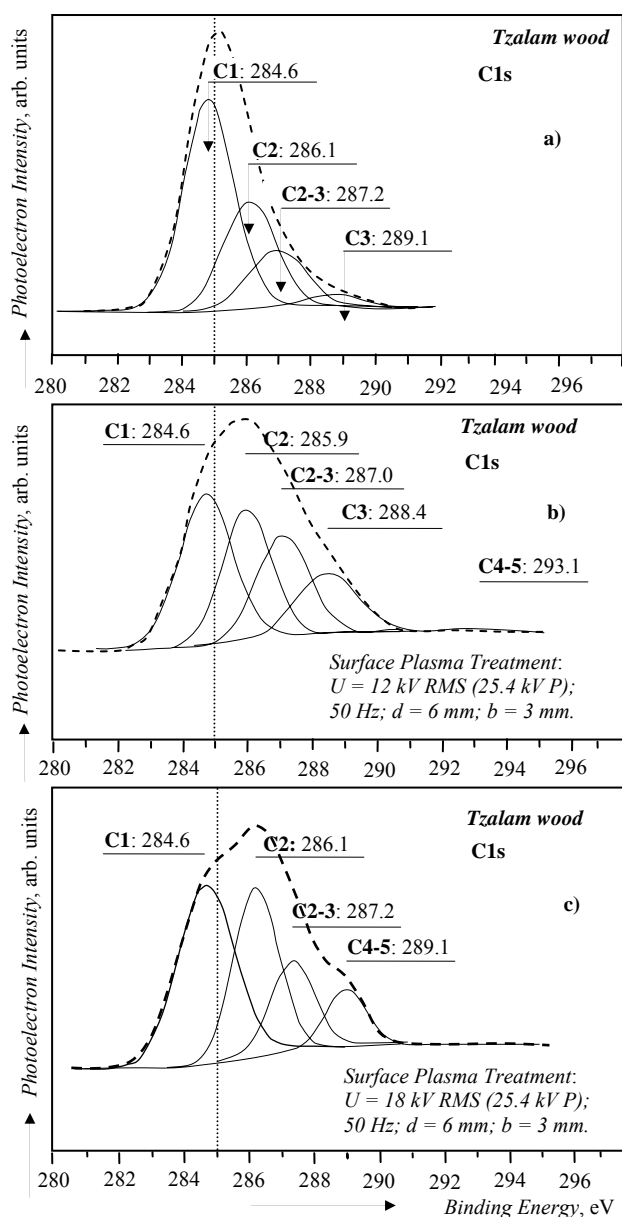 Photoelectron Intensity, arb. units
Tzalam wood
C1s
C1: 284.6
a)
C2: 286.1
C2-3: 287.2
C3: 289.1
280 282 284 286 288 290 292 294 296
Photoelectron Intensity, arb. units
Tzalam wood
C1: 284.6
C2: 285.9
C1s
C2-3: 287.0
C3: 288.4
b)
C4-5: 293.1
Surface Plasma Treatment:
U = 12 kV RMS (25.4 kV P);
50 Hz; d = 6 mm; b = 3 mm.
280 282 284 286 288 290 292 294 296
Photoelectron Intensity, arb. units
Tzalam wood
C1: 284.6
C2: 286.1
C1s
C2-3: 287.2
c)
C4-5: 289.1
Surface Plasma Treatment:
U = 18 kV RMS (25.4 kV P);
50 Hz; d = 6 mm; b = 3 mm.
280 282 284 286 288 290 292 294 296
Binding Energy, eV